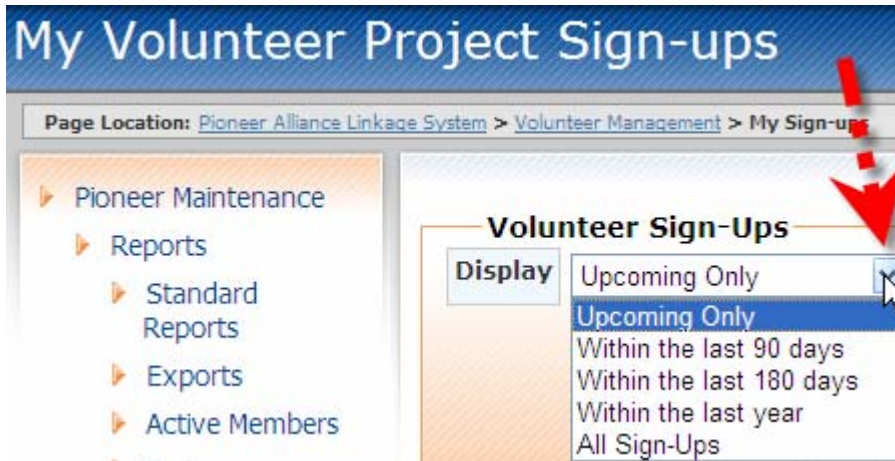 My Volunteer Project Sign-ups
Page Location: Pioneer Alliance Linkage System > Volunteer Management > My Sign-ups
Pioneer Maintenance
Reports
Standard
Reports
Exports
Active Members
Volunteer Sign-Ups
Display
Upcoming Only
Upcoming Only
Within the last 90 days
Within the last 180 days
Within the last year
All Sign-Ups